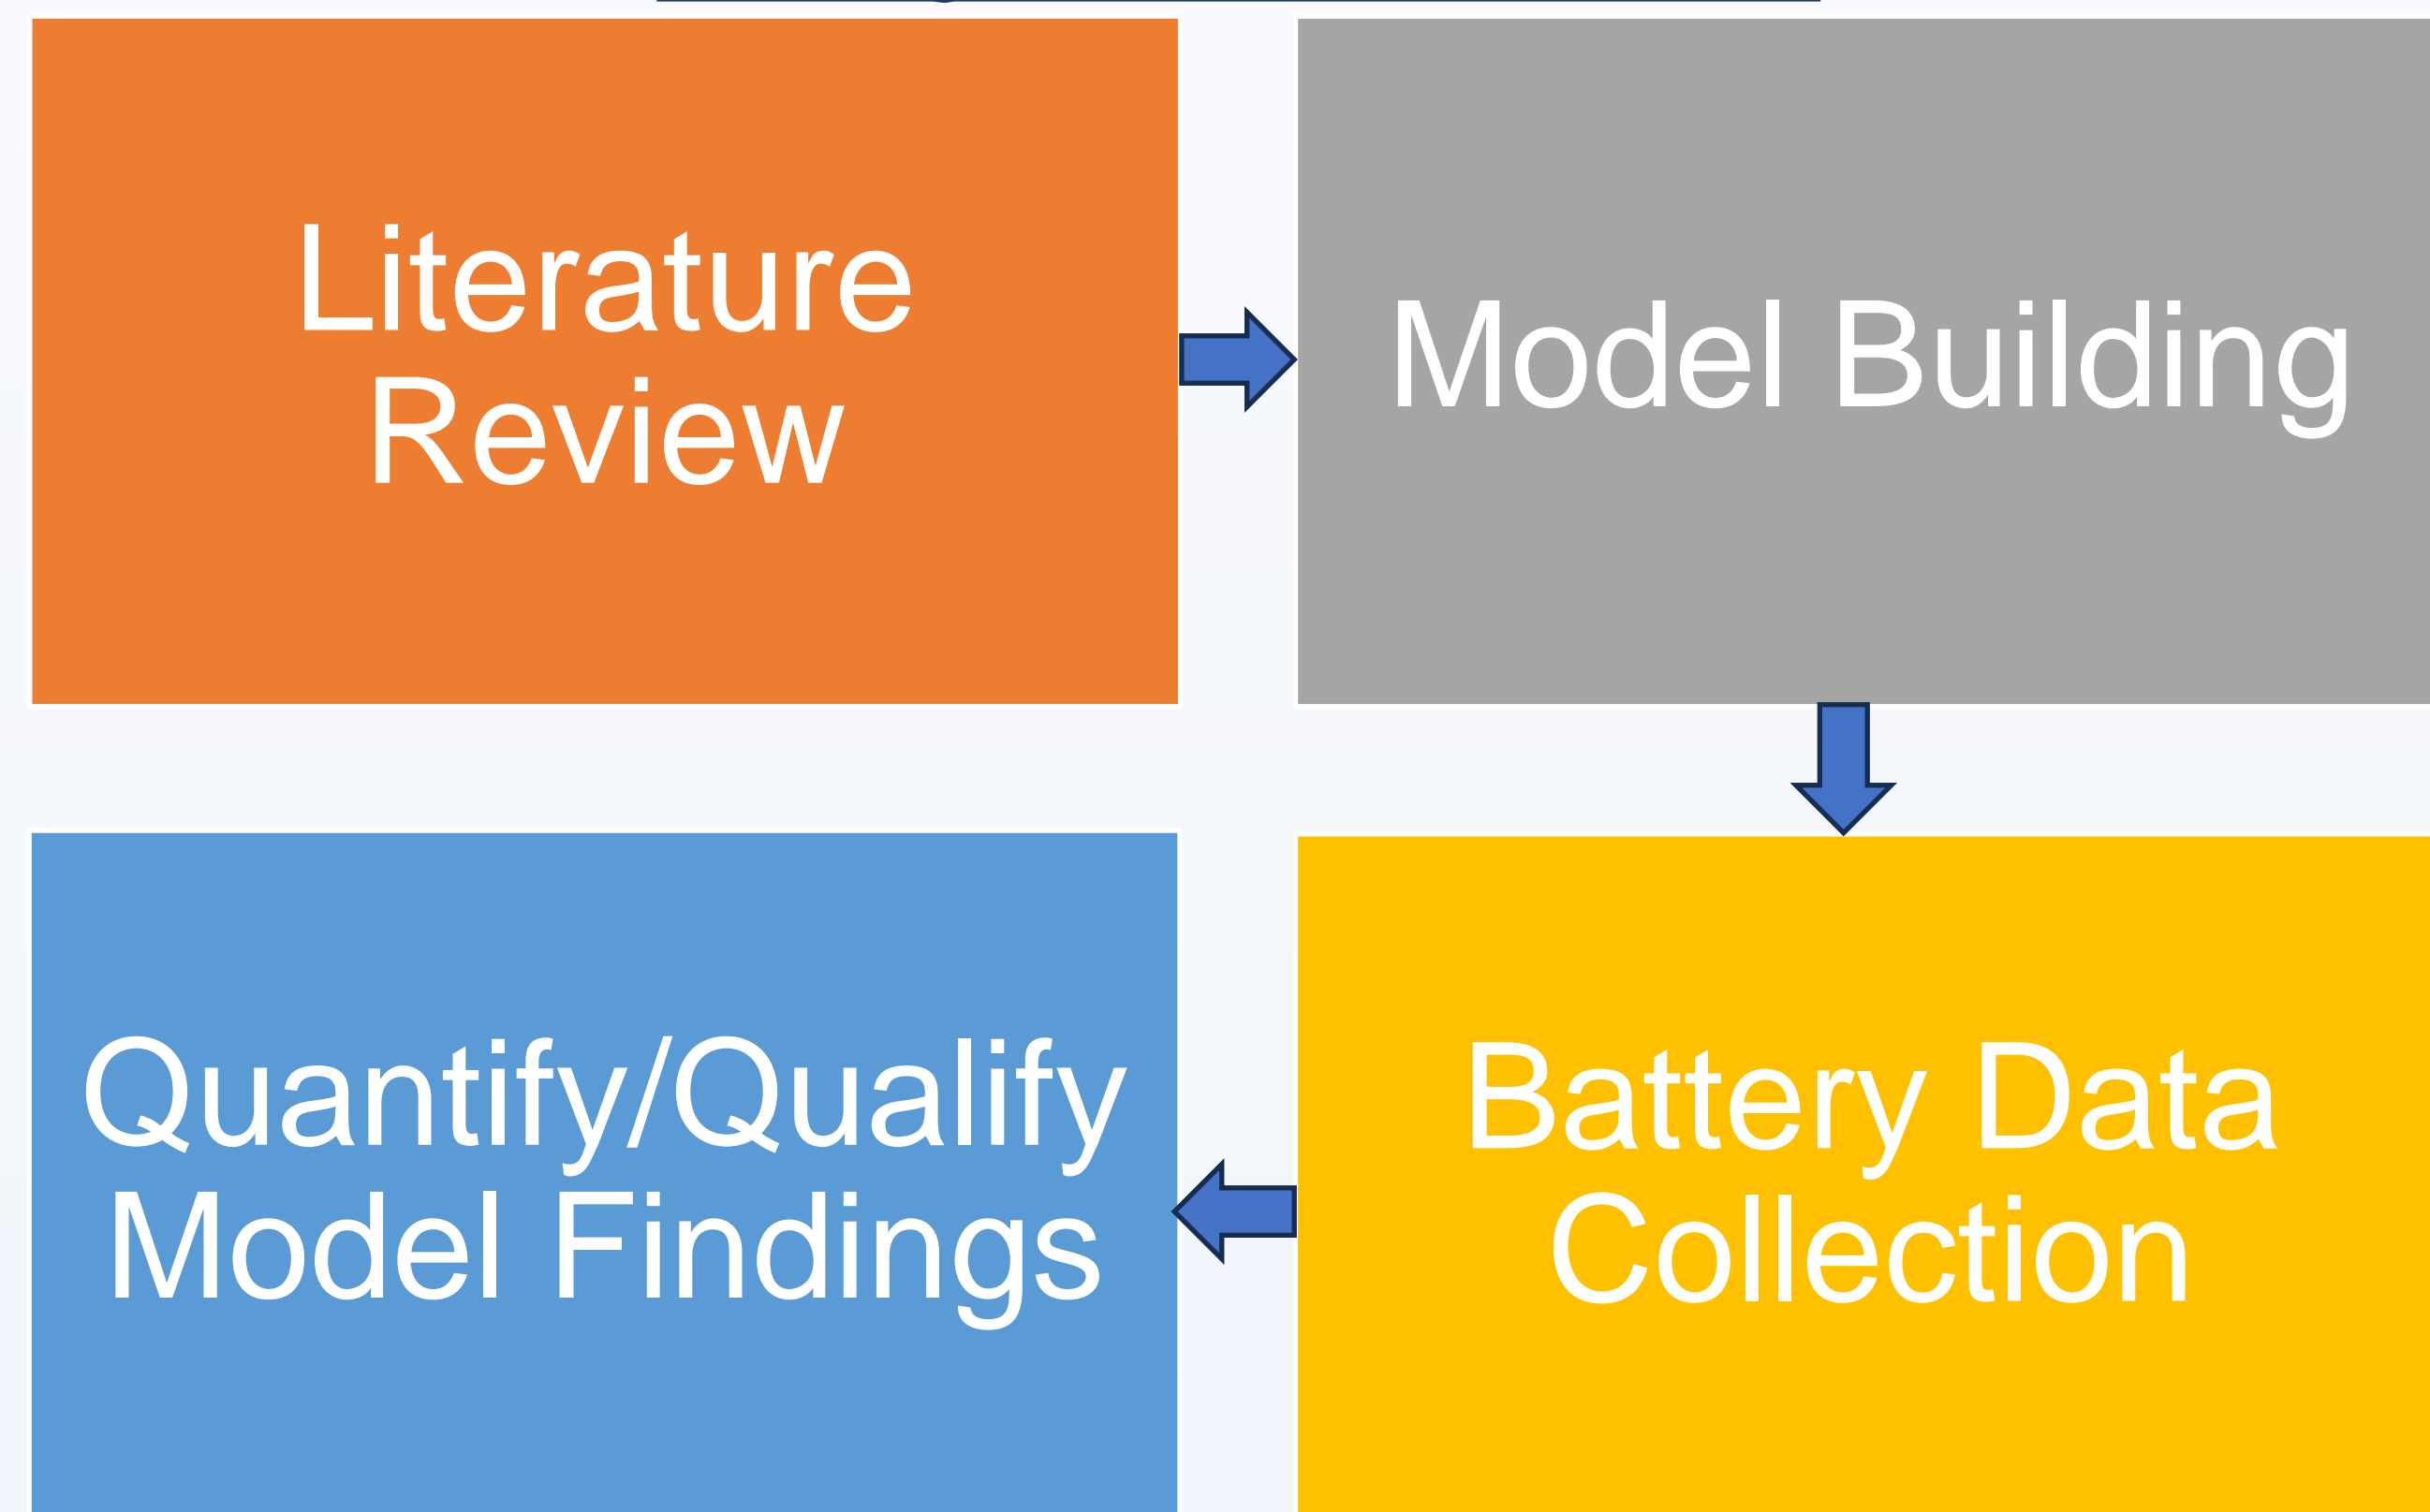 Literature
Review
Model Building
Battery Data
Collection
Quantify/Qualify
Model Findings